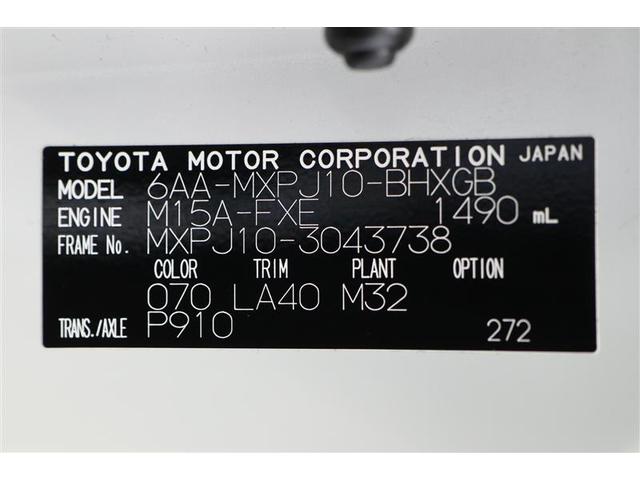 TOYOTA MOTOR CORPORATION JAPAN
MODEL 6AA-MXPJ10-BHXGB
ENGINE M15A-FXE 1490 mL
FRAME No. MXPJ10-3043738
COLOR TRIM PLANT OPTION
070 LA40 M32
TRANS./AXLE P910 272